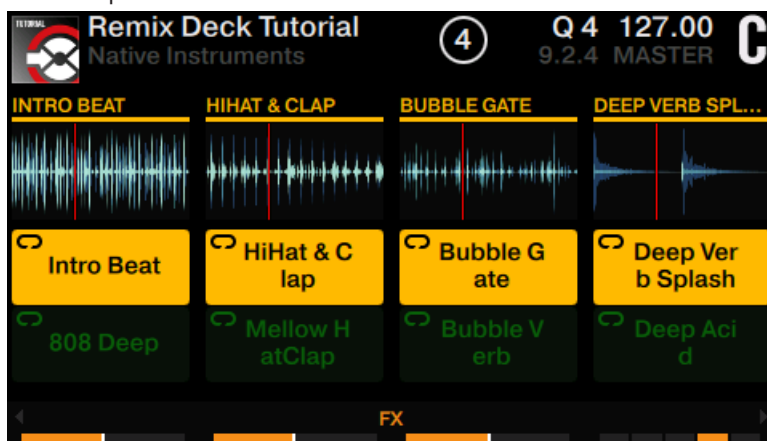 TUTORIAL
Remix Deck Tutorial
Native Instruments
4
Q 4 127.00
9.2.4 MASTER
C
INTRO BEAT
HIHAT & CLAP
BUBBLE GATE
DEEP VERB SPL...
Intro Beat
HiHat & C
lap
Bubble G
ate
Deep Ver
b Splash
808 Deep
Mellow H
atClap
Bubble V
erb
Deep Aci
d
FX